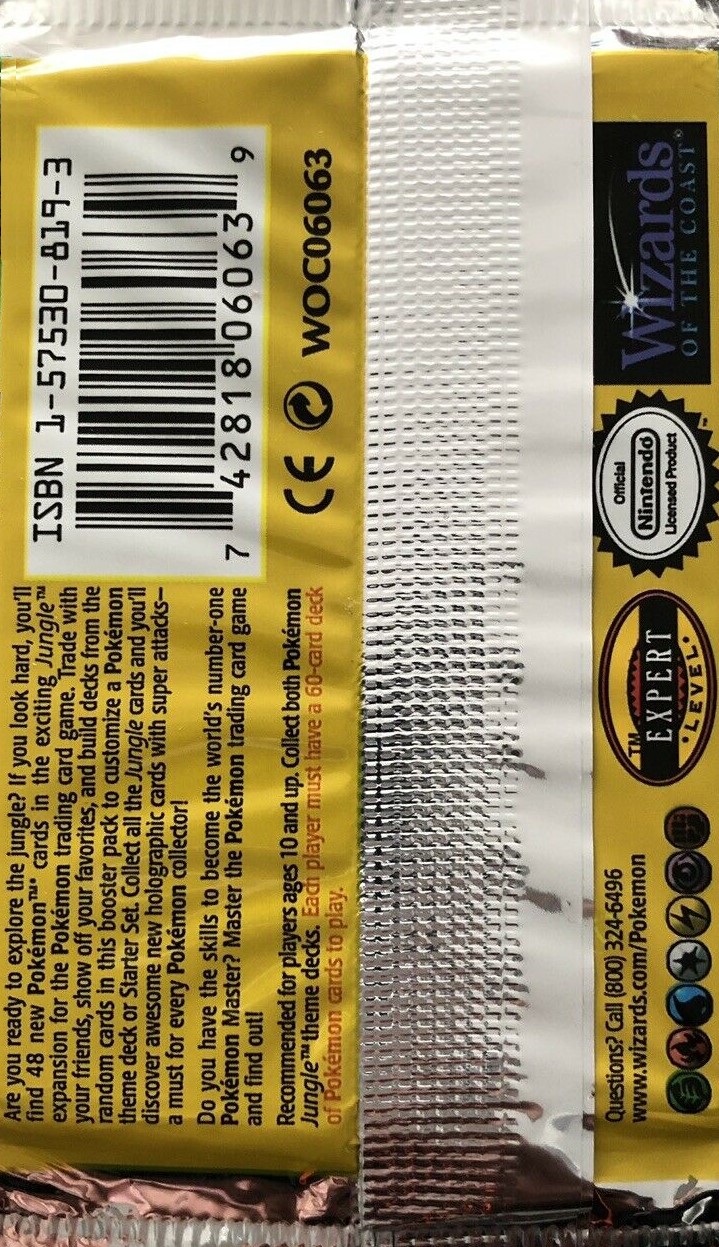 Are you ready to explore the jungle? If you look hard, you'll
find 48 new Pokémon™ cards in the exciting Jungle™
expansion for the Pokémon trading card game. Trade with
your friends, show off your favorites, and build decks from the
random cards in this booster pack to customize a Pokémon
theme deck or Starter Set. Collect all the Jungle cards and you'll
discover awesome new holographic cards with super attacks—
a must for every Pokémon collector!
Do you have the skills to become the world's number-one
Pokémon Master? Master the Pokémon trading card game
and find out!
Recommended for players ages 10 and up. Collect both Pokémon
Jungle™ theme decks. Each player must have a 60-card deck
of Pokémon cards to play.
ISBN 1-57530-819-3
7 42818 06063 9
CE WOC06063
Questions? Call (800) 324-6496
www.wizards.com/Pokemon
TM
EXPERT
LEVEL
Official
Nintendo
Licensed Product
™
Wizards
OF THE COAST®